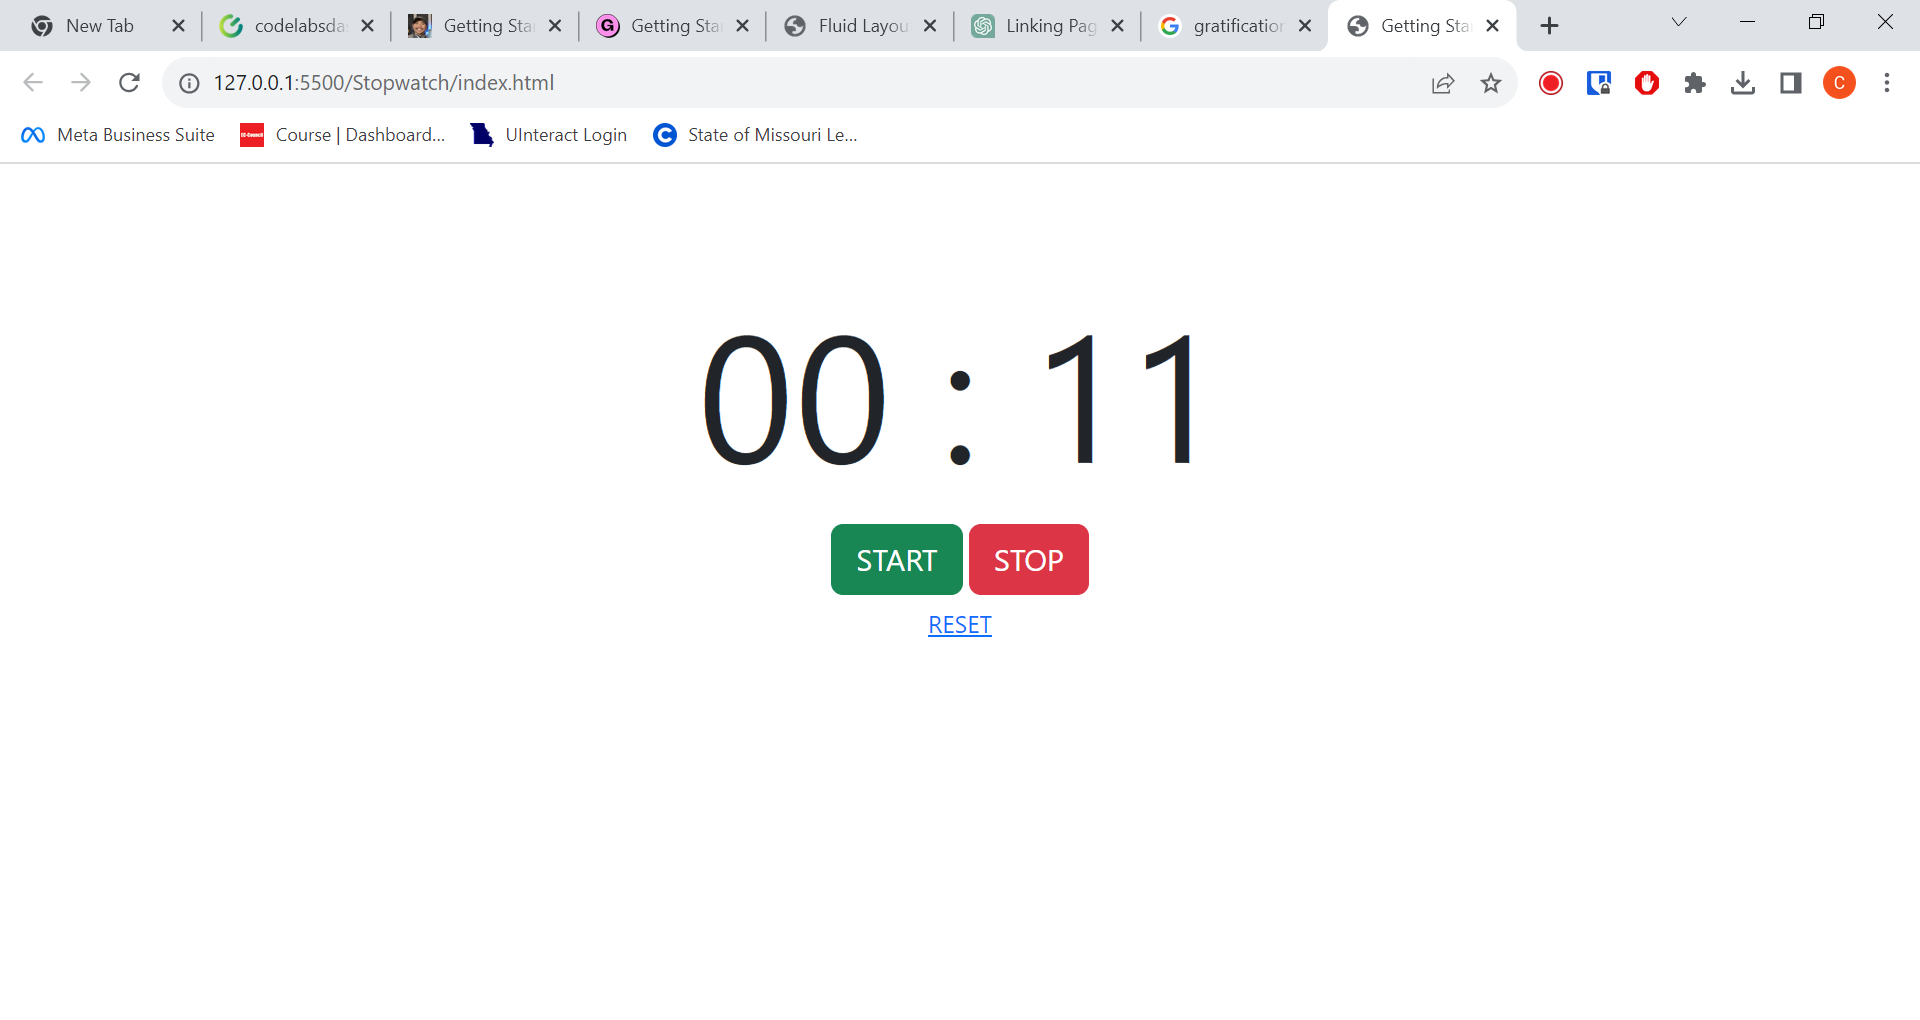 New Tab
codelabsda
Getting Sta
Getting Sta
Fluid Layou
Linking Pag
gratification
Getting Sta
127.0.0.1:5500/Stopwatch/index.html
C
Meta Business Suite
Course | Dashboard...
UInteract Login
State of Missouri Le...
00 : 11
START STOP
RESET